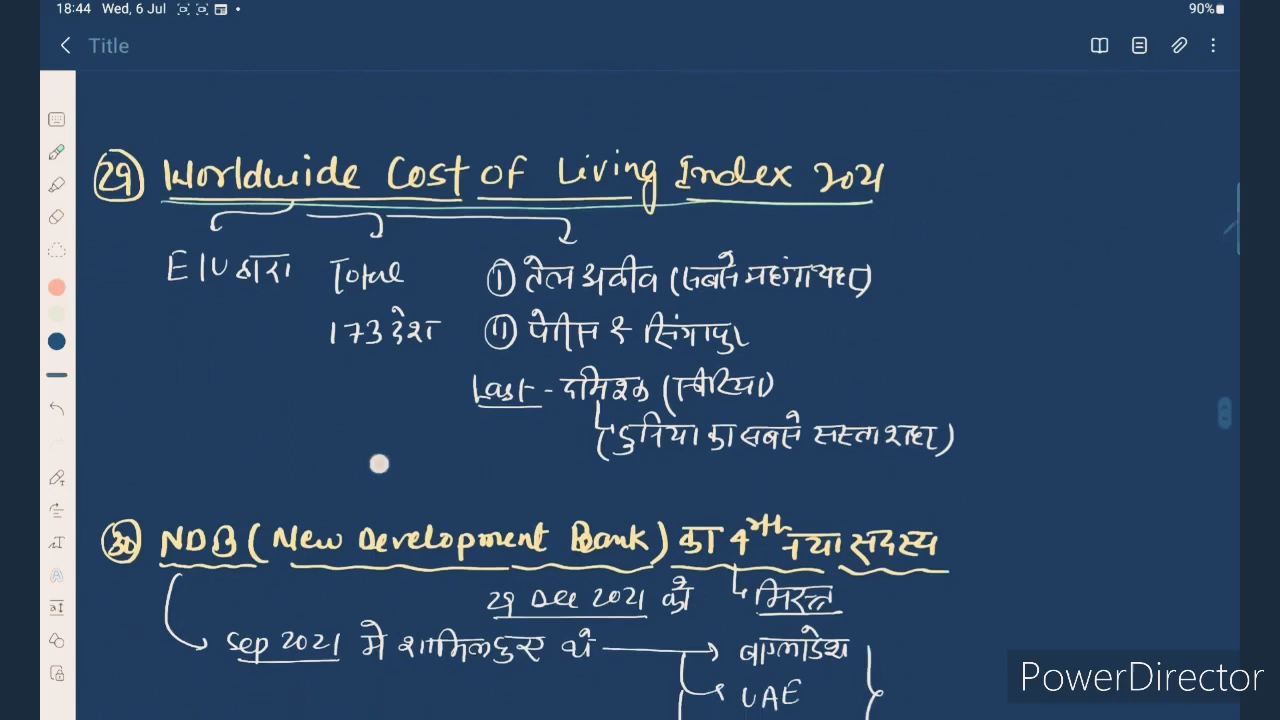 18:44 Wed, 6 Jul
90%
Title
29 Worldwide Cost of Living Index 2021
EIU द्वारा Total ① तेल अवीव (सबसे महंगा शहर)
173 देश ⑪ पेरिस & सिंगापुर
Last - दमिश्क (सीरिया)
(दुनिया का सबसे सस्ता शहर)
30 NDB (New Development Bank) का 4th नया सदस्य
29 Dec 2021 को मिस्त्र
Sep 2021 में शामिल हुए थे बांग्लादेश
UAE
PowerDirector